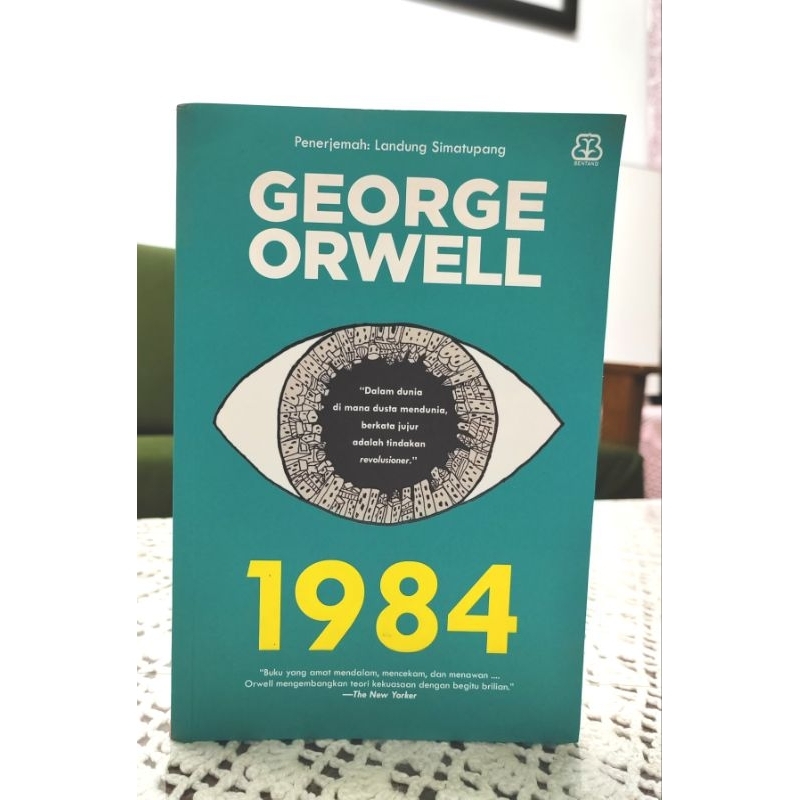 Penerjemah: Landung Simatupang
BENTANG
GEORGE
ORWELL
"Dalam dunia
di mana dusta mendunia,
berkata jujur
adalah tindakan
revolusioner."
1984
"Buku yang amat mendalam, mencekam, dan menawan ....
Orwell mengembangkan teori kekuasaan dengan begitu brilian."
—The New Yorker